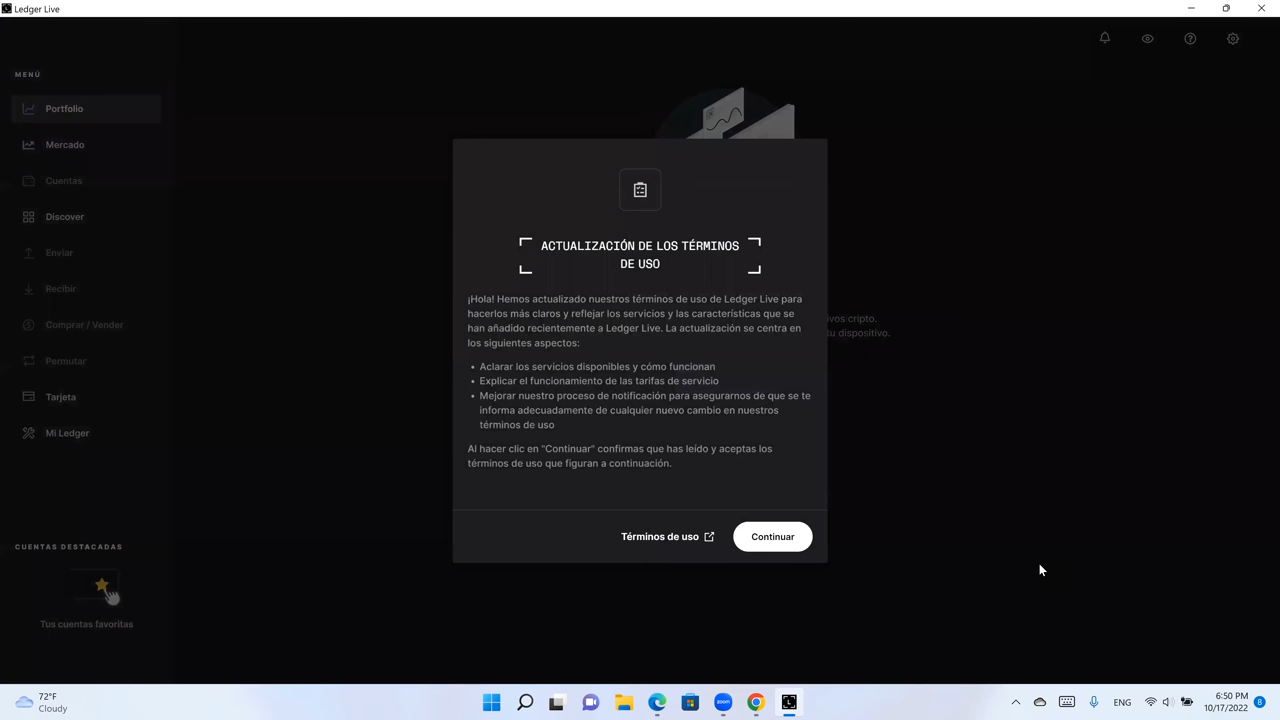 Ledger Live
MENÚ
Portfolio
Mercado
Cuentas
Discover
Enviar
Recibir
Comprar / Vender
Permutar
Tarjeta
Mi Ledger
CUENTAS DESTACADAS
Tus cuentas favoritas
ACTUALIZACIÓN DE LOS TÉRMINOS
DE USO
¡Hola! Hemos actualizado nuestros términos de uso de Ledger Live para
hacerlos más claros y reflejar los servicios y las características que se
han añadido recientemente a Ledger Live. La actualización se centra en
los siguientes aspectos:
• Aclarar los servicios disponibles y cómo funcionan
• Explicar el funcionamiento de las tarifas de servicio
• Mejorar nuestro proceso de notificación para asegurarnos de que se te
informa adecuadamente de cualquier nuevo cambio en nuestros
términos de uso
Al hacer clic en "Continuar" confirmas que has leído y aceptas los
términos de uso que figuran a continuación.
Términos de uso
Continuar
ivos cripto.
tu dispositivo.
72°F
Cloudy
zoom
ENG
6:50 PM
10/17/2022
8